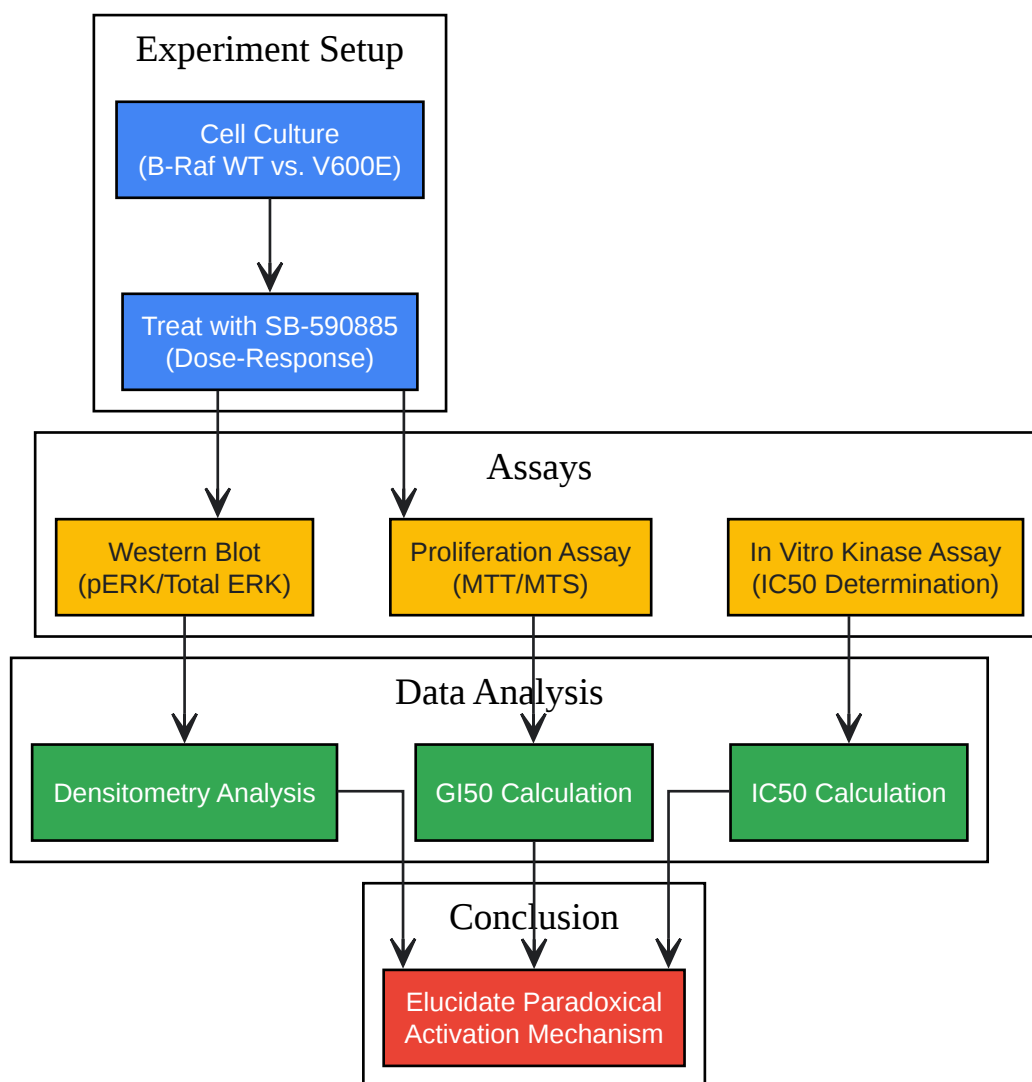 Experiment Setup
Cell Culture
(B-Raf WT vs. V600E)
Treat with SB-590885
(Dose-Response)
Assays
Western Blot
(pERK/Total ERK)
Proliferation Assay
(MTT/MTS)
In Vitro Kinase Assay
(IC50 Determination)
Data Analysis
Densitometry Analysis
GI50 Calculation
IC50 Calculation
Conclusion
Elucidate Paradoxical
Activation Mechanism